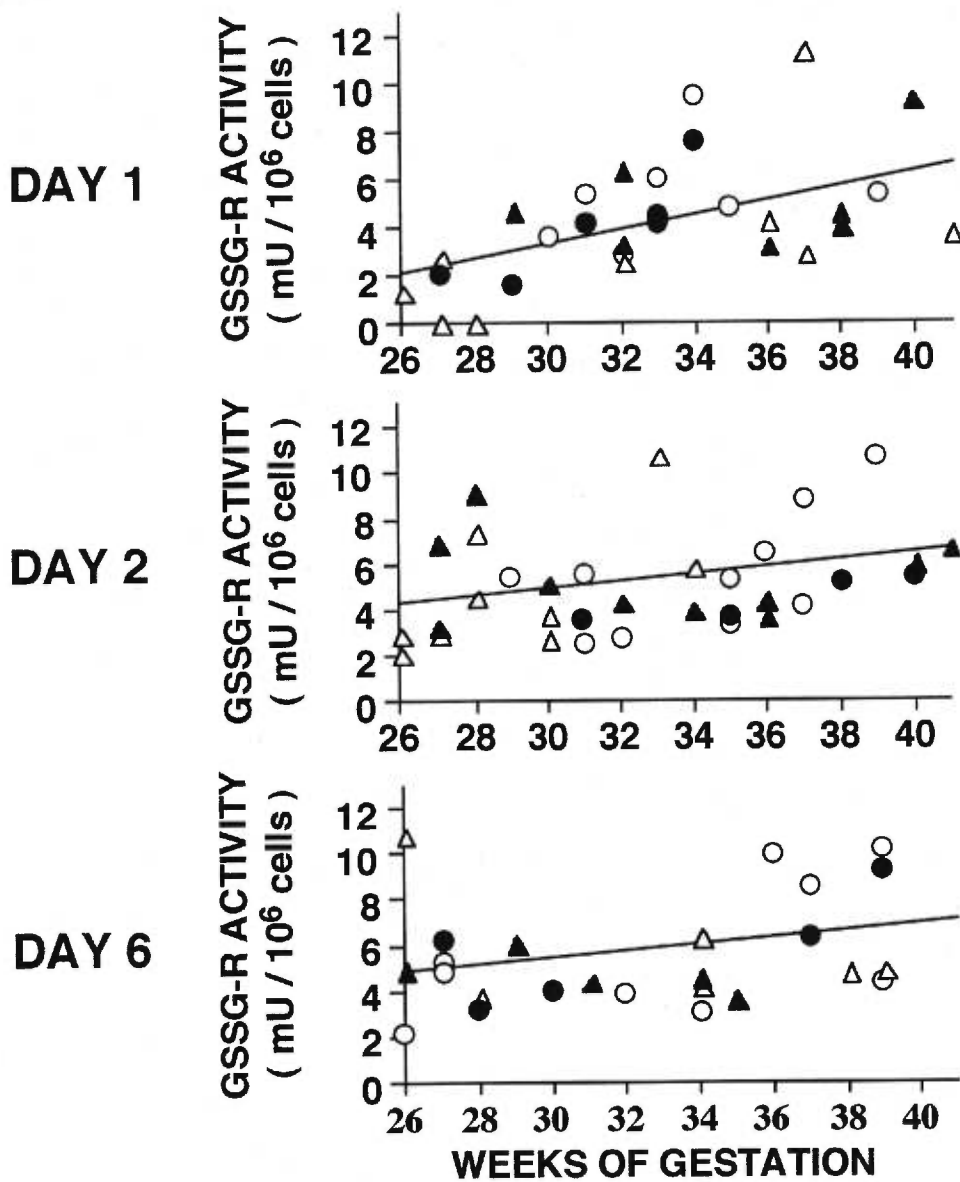 DAY 1
GSSG-R ACTIVITY
( mU / 10⁶ cells )
12
10
8
6
4
2
0
26 28 30 32 34 36 38 40
DAY 2
GSSG-R ACTIVITY
( mU / 10⁶ cells )
12
10
8
6
4
2
0
26 28 30 32 34 36 38 40
DAY 6
GSSG-R ACTIVITY
( mU / 10⁶ cells )
12
10
8
6
4
2
0
26 28 30 32 34 36 38 40
WEEKS OF GESTATION